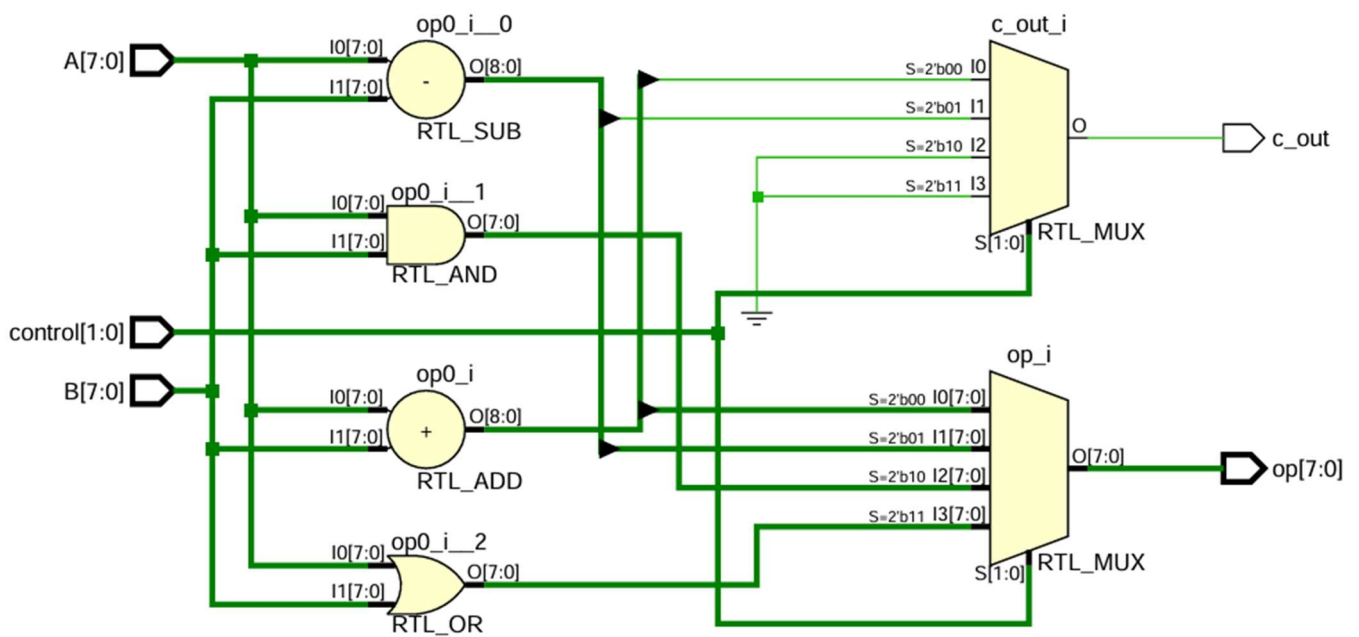 A[7:0]
control[1:0]
B[7:0]
op0_i__0
I0[7:0]
I1[7:0]
-
O[8:0]
RTL_SUB
op0_i__1
I0[7:0]
I1[7:0]
O[7:0]
RTL_AND
op0_i
I0[7:0]
I1[7:0]
+
O[8:0]
RTL_ADD
op0_i__2
I0[7:0]
I1[7:0]
O[7:0]
RTL_OR
c_out_i
S=2'b00 I0
S=2'b01 I1
S=2'b10 I2
S=2'b11 I3
S[1:0]
O
RTL_MUX
c_out
op_i
S=2'b00 I0[7:0]
S=2'b01 I1[7:0]
S=2'b10 I2[7:0]
S=2'b11 I3[7:0]
S[1:0]
O[7:0]
RTL_MUX
op[7:0]